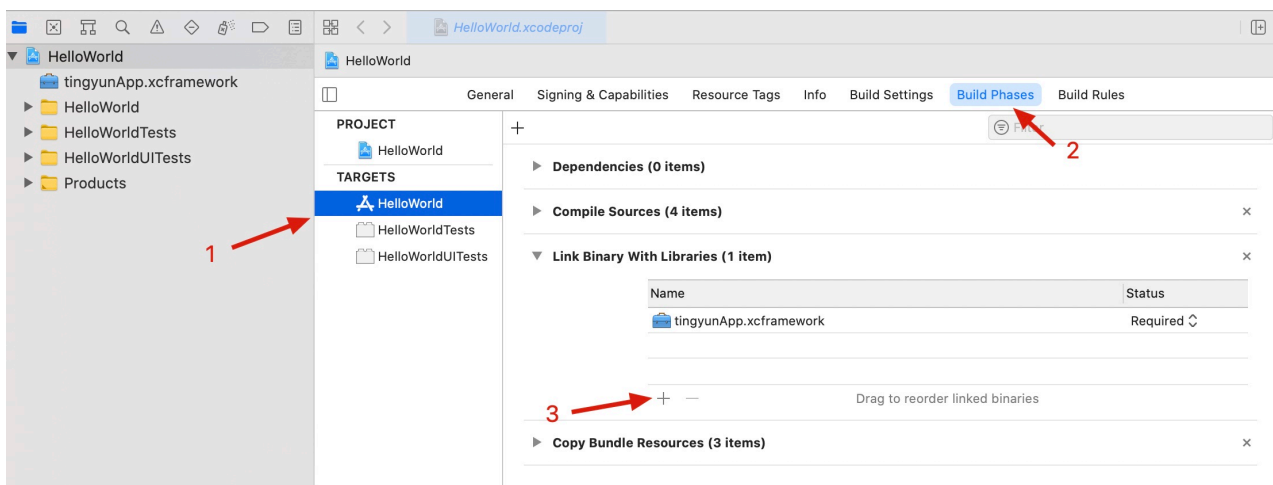 HelloWorld.xcodeproj
HelloWorld
tingyunApp.xcframework
HelloWorld
HelloWorldTests
HelloWorldUITests
Products
HelloWorld
General Signing & Capabilities Resource Tags Info Build Settings Build Phases Build Rules
PROJECT
HelloWorld
TARGETS
HelloWorld
HelloWorldTests
HelloWorldUITests
1
Filter
2
Dependencies (0 items)
Compile Sources (4 items)
Link Binary With Libraries (1 item)
Name Status
tingyunApp.xcframework Required
3
Drag to reorder linked binaries
Copy Bundle Resources (3 items)